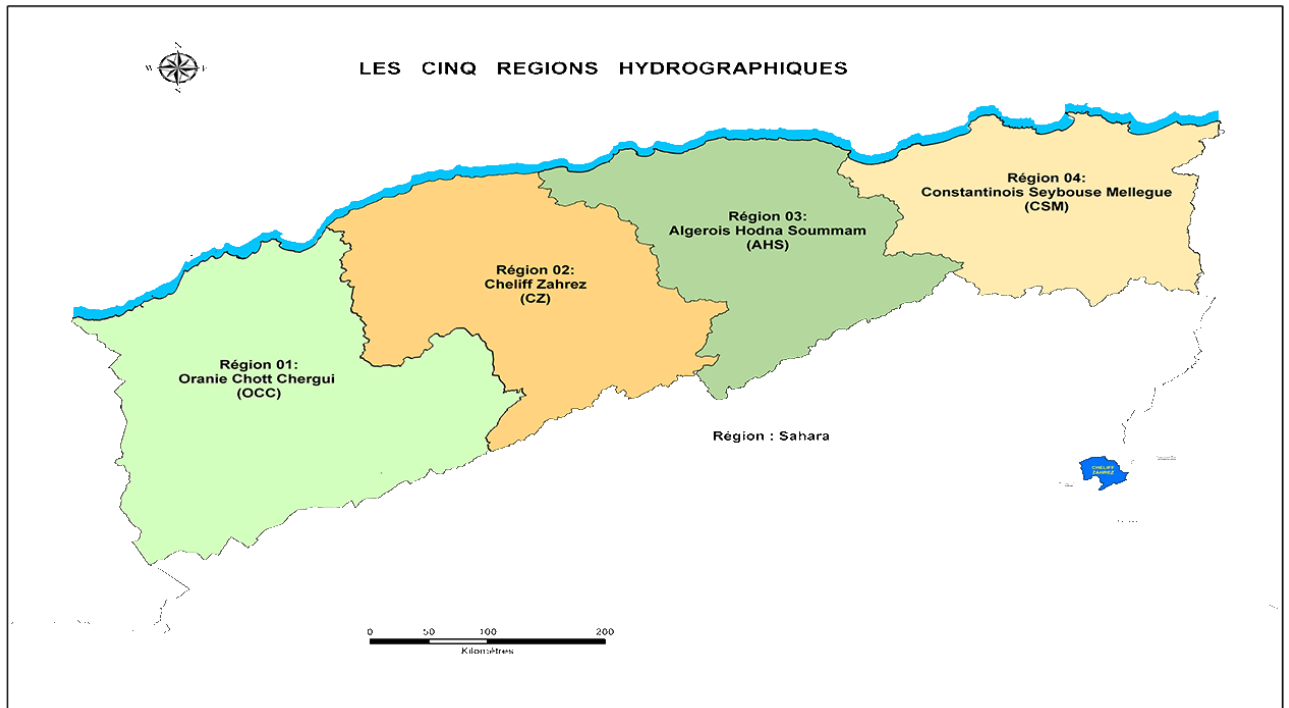 N
W
E
S
LES CINQ REGIONS HYDROGRAPHIQUES
Région 04:
Constantinois Seybouse Mellegue
(CSM)
Région 03:
Algerois Hodna Soummam
(AHS)
Région 02:
Cheliff Zahrez
(CZ)
Région 01:
Oranie Chott Chergui
(OCC)
Région : Sahara
CHELIFF
ZAHREZ
0 50 100 200
Kilomètres